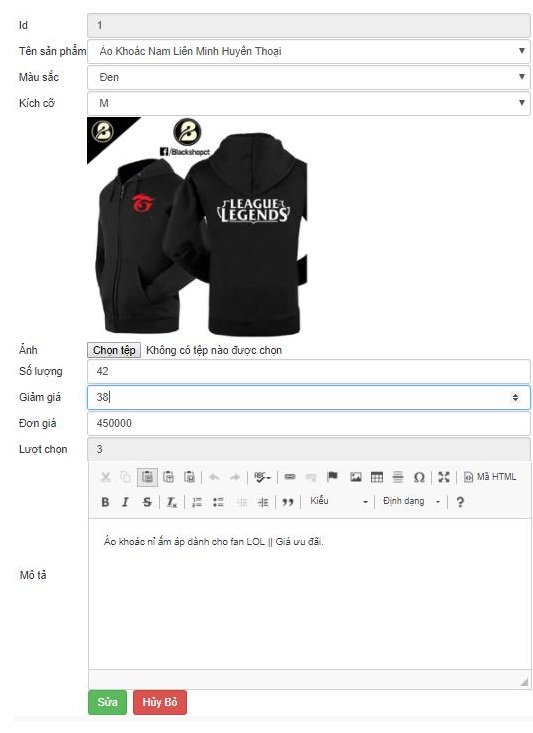 Id 1
Tên sản phẩm Áo Khoác Nam Liên Minh Huyền Thoại
Màu sắc Đen
Kích cỡ M
/Blackshopct
LEAGUE
LEGENDS
Ảnh Chọn tệp Không có tệp nào được chọn
Số lượng 42
Giảm giá 38
Đơn giá 450000
Lượt chọn 3
Mã HTML
B I S Tx Kiểu Định dạng ?
Áo khoác nỉ ấm áp dành cho fan LOL || Giá ưu đãi.
Mô tả
Sửa Hủy Bỏ